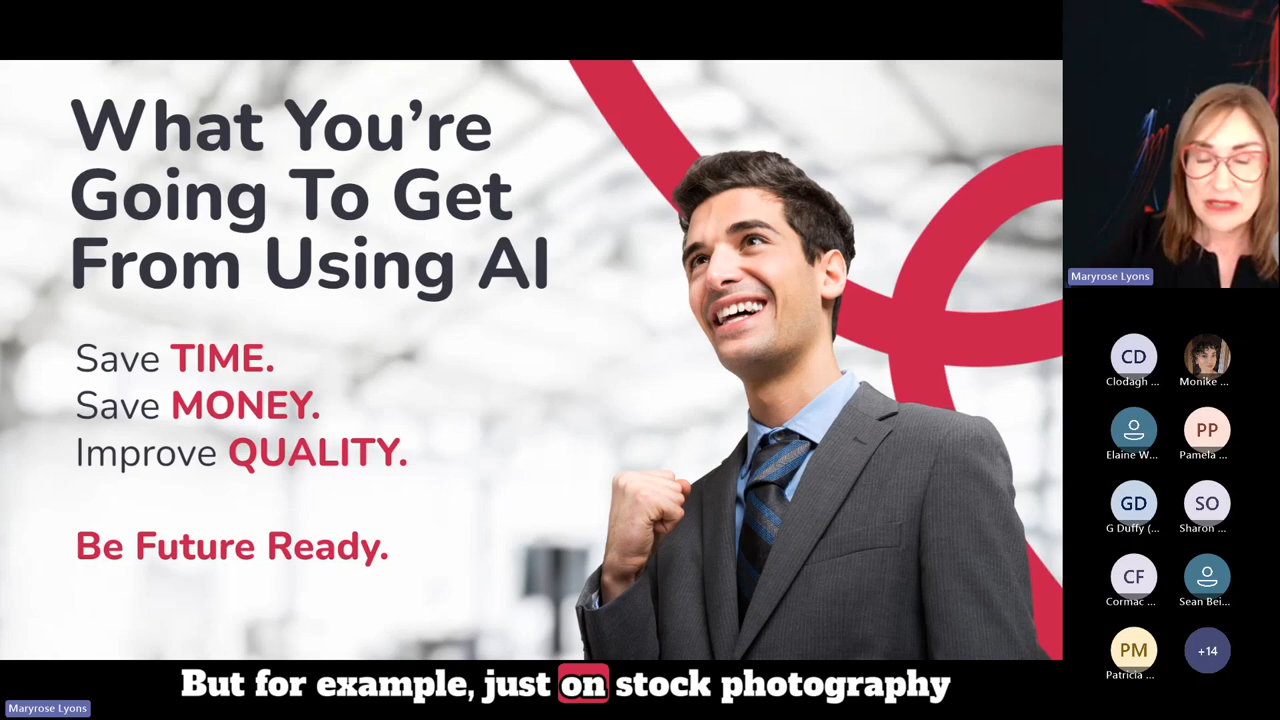 What You're
Going To Get
From Using AI
Save TIME.
Save MONEY.
Improve QUALITY.
Be Future Ready.
But for example, just on stock photography
Maryrose Lyons
Maryrose Lyons
CD
Clodagh ...
Monike ...
Elaine W...
PP
Pamela ...
GD
G Duffy (...
SO
Sharon ...
CF
Cormac ...
Sean Bei...
PM
Patricia ...
+14